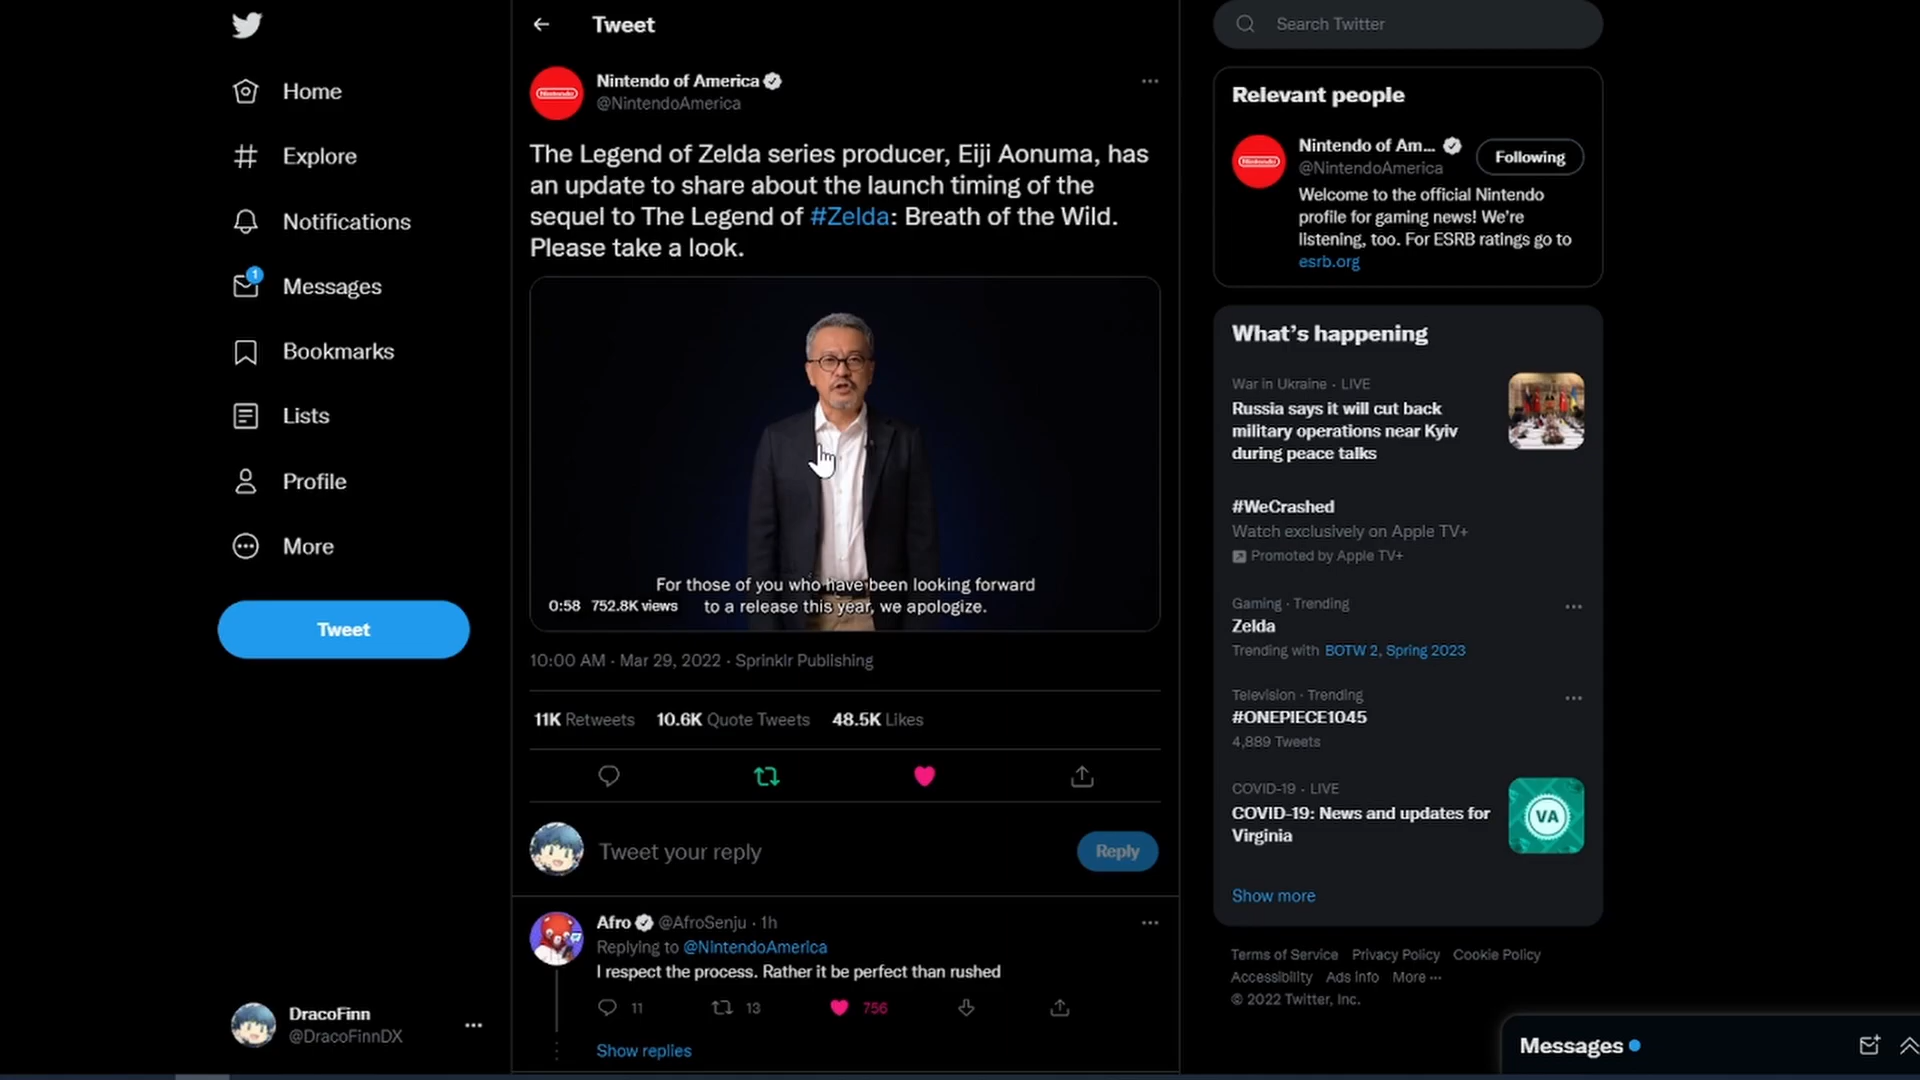 Home
Explore
Notifications
1
Messages
Bookmarks
Lists
Profile
More
Tweet
DracoFinn
@DracoFinnDX
Tweet
Nintendo of America
@NintendoAmerica
Nintendo
The Legend of Zelda series producer, Eiji Aonuma, has
an update to share about the launch timing of the
sequel to The Legend of #Zelda: Breath of the Wild.
Please take a look.
For those of you who have been looking forward
to a release this year, we apologize.
0:58 752.8K views
10:00 AM · Mar 29, 2022 · Sprinklr Publishing
11K Retweets 10.6K Quote Tweets 48.5K Likes
Tweet your reply
Reply
Afro @AfroSenju · 1h
Replying to @NintendoAmerica
I respect the process. Rather it be perfect than rushed
11 13 756
Show replies
Search Twitter
Relevant people
Nintendo
Nintendo of Am...
@NintendoAmerica
Following
Welcome to the official Nintendo
profile for gaming news! We're
listening, too. For ESRB ratings go to
esrb.org
What's happening
War in Ukraine · LIVE
Russia says it will cut back
military operations near Kyiv
during peace talks
#WeCrashed
Watch exclusively on Apple TV+
Promoted by Apple TV+
Gaming · Trending
Zelda
Trending with BOTW 2, Spring 2023
Television · Trending
#ONEPIECE1045
4,889 Tweets
COVID-19 · LIVE
COVID-19: News and updates for
Virginia
VA
Show more
Terms of Service Privacy Policy Cookie Policy
Accessibility Ads info More ···
© 2022 Twitter, Inc.
Messages